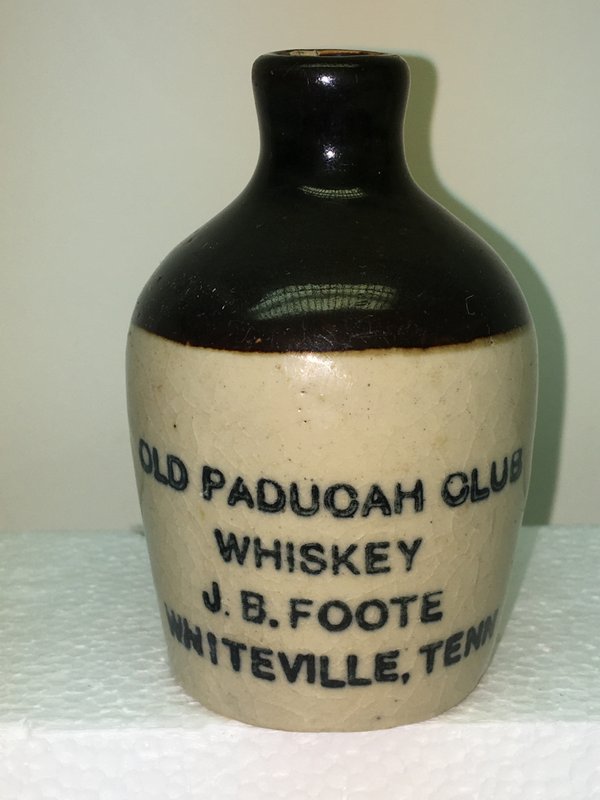 OLD PADUCAH CLUB
WHISKEY
J. B. FOOTE
WHITEVILLE, TENN